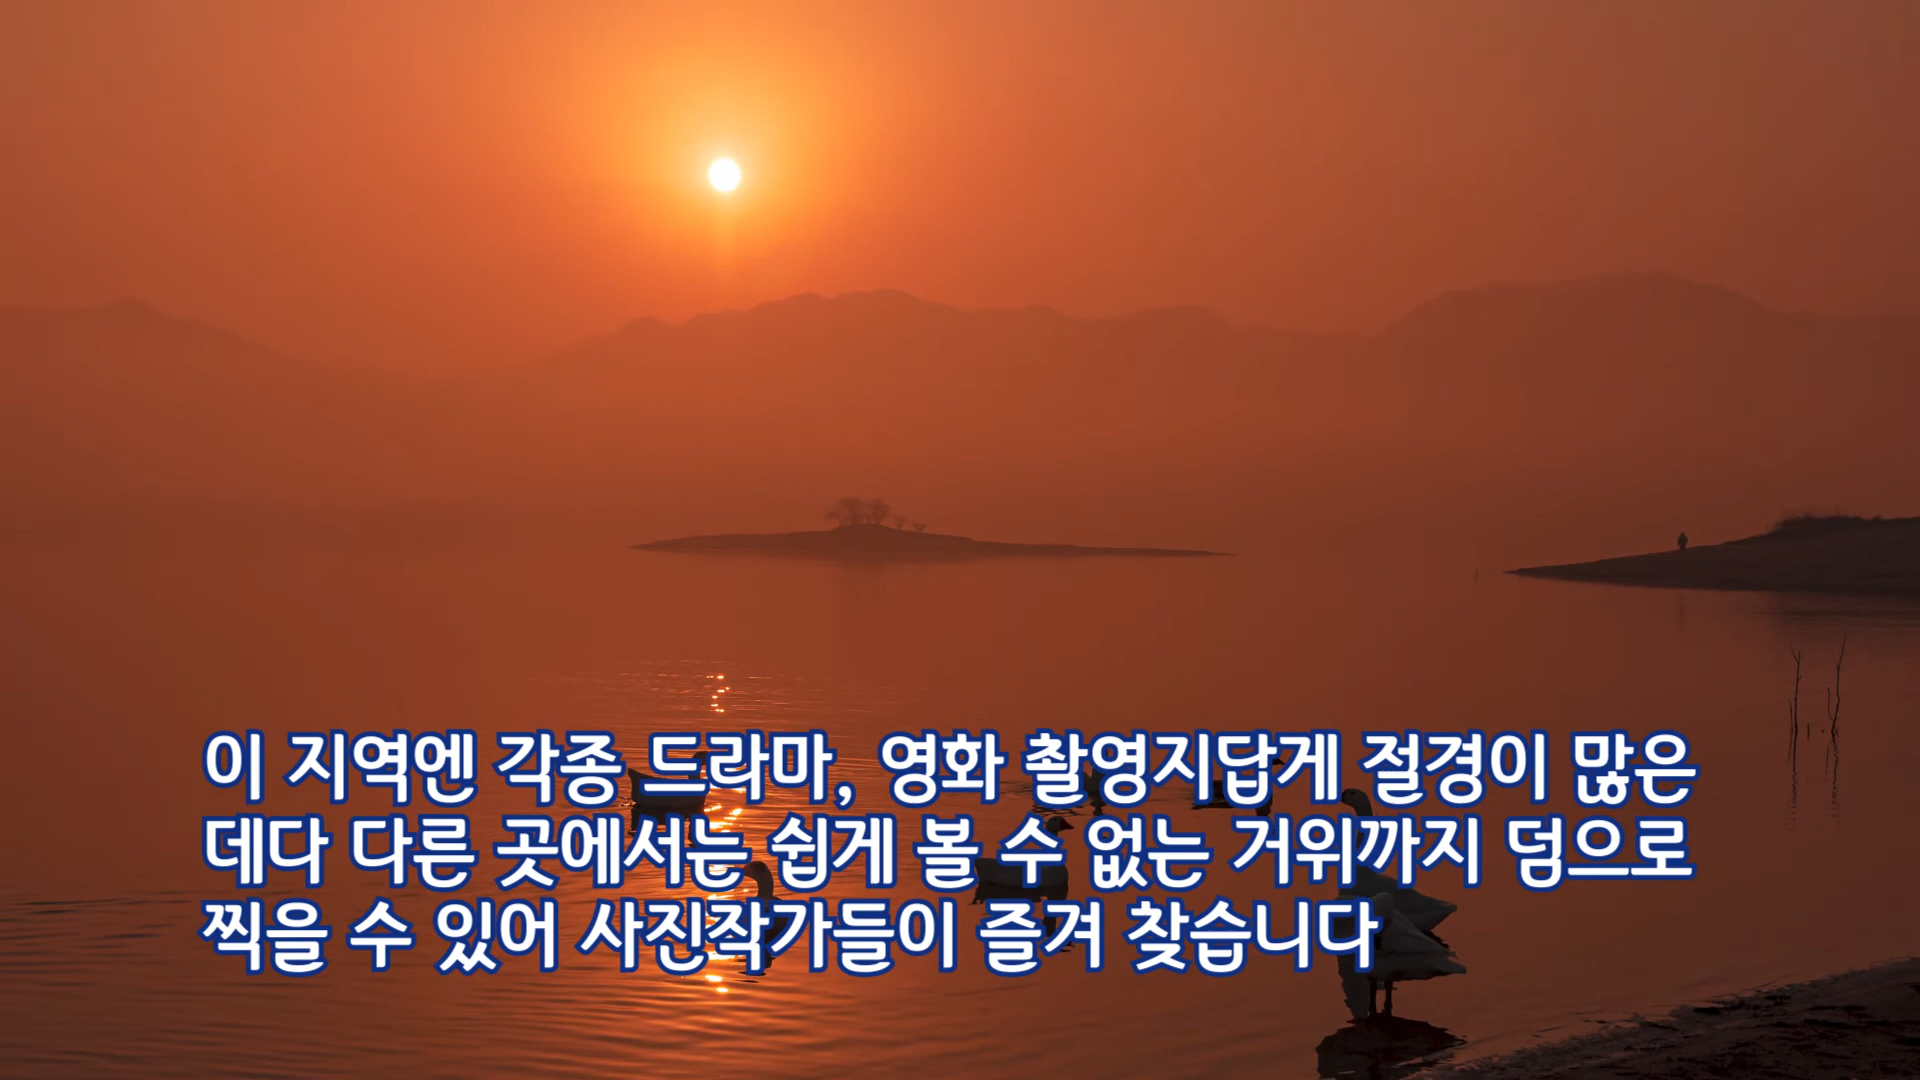 이 지역엔 각종 드라마, 영화 촬영지답게 절경이 많은
데다 다른 곳에서는 쉽게 볼 수 없는 거위까지 덤으로
찍을 수 있어 사진작가들이 즐겨 찾습니다